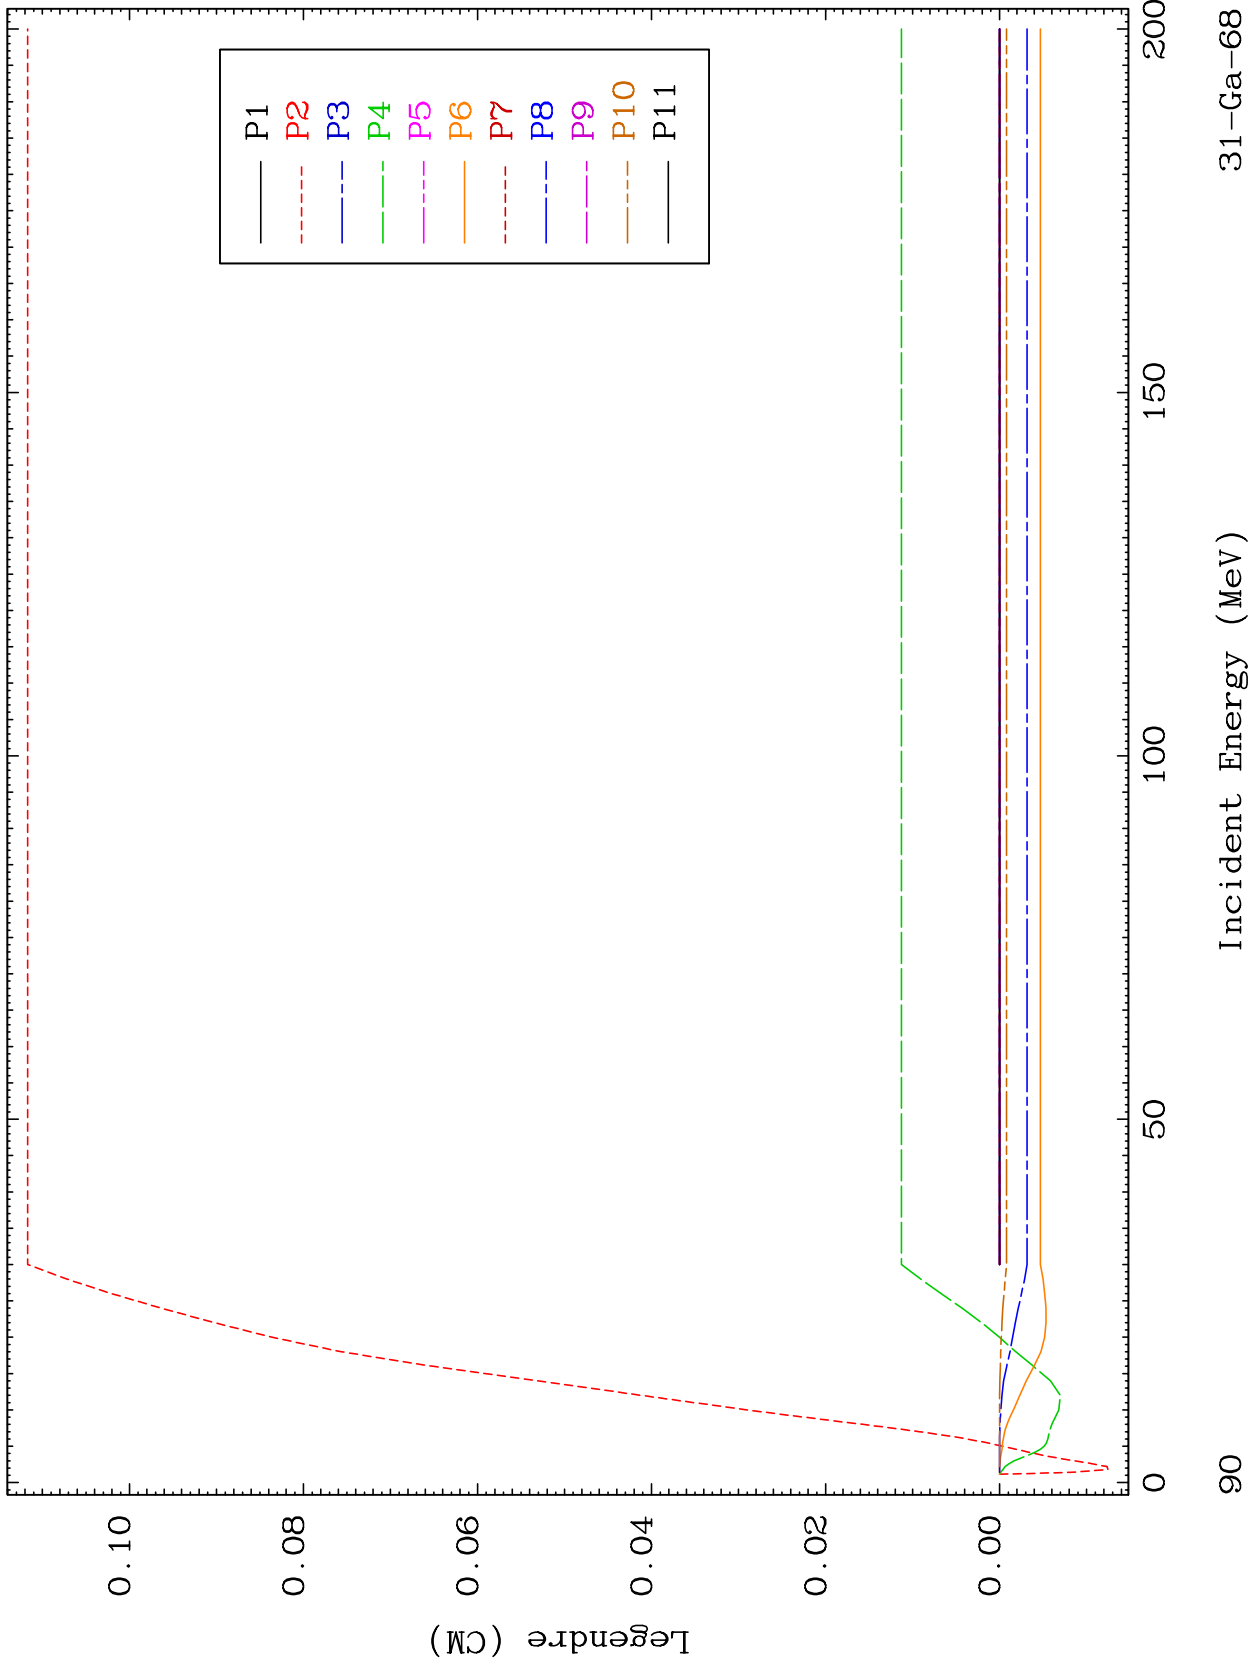 Legendre (CM)
0.10
0.08
0.06
0.04
0.02
0.00
P1
P2
P3
P4
P5
P6
P7
P8
P9
P10
P11
0
50
100
150
200
Incident Energy (MeV)
90
31-Ga-68